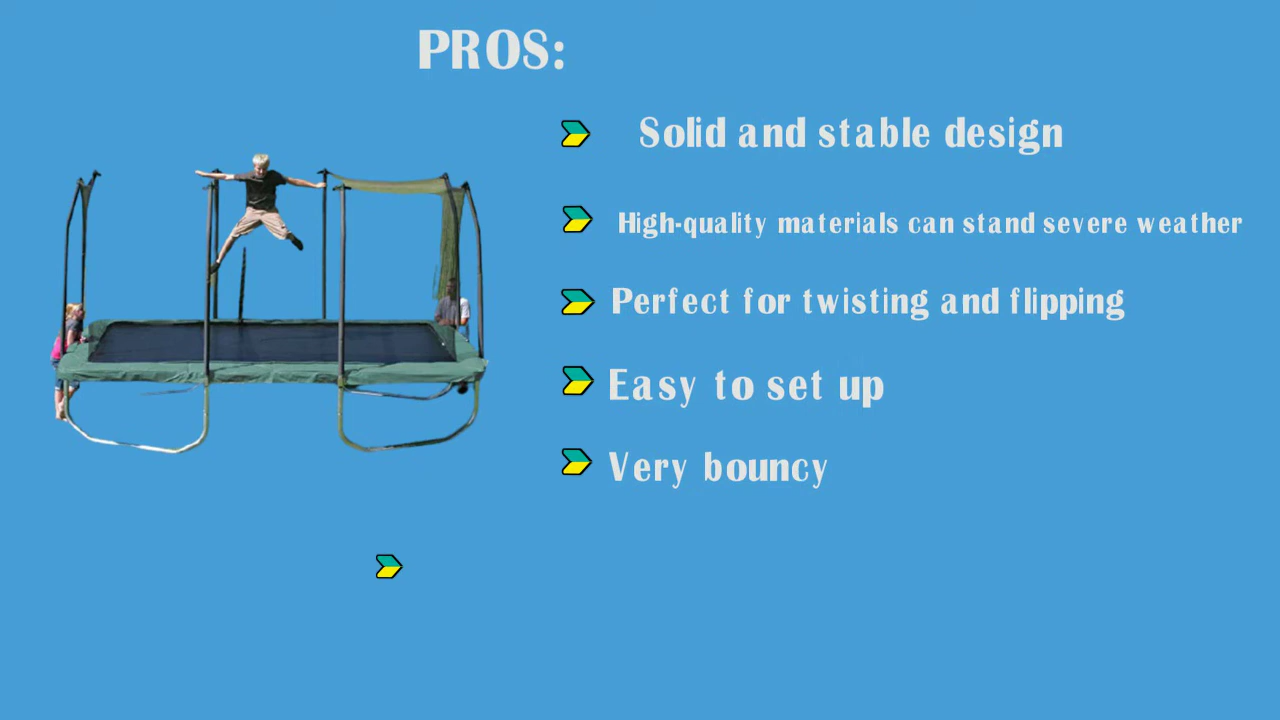 PROS:
Solid and stable design
High-quality materials can stand severe weather
Perfect for twisting and flipping
Easy to set up
Very bouncy